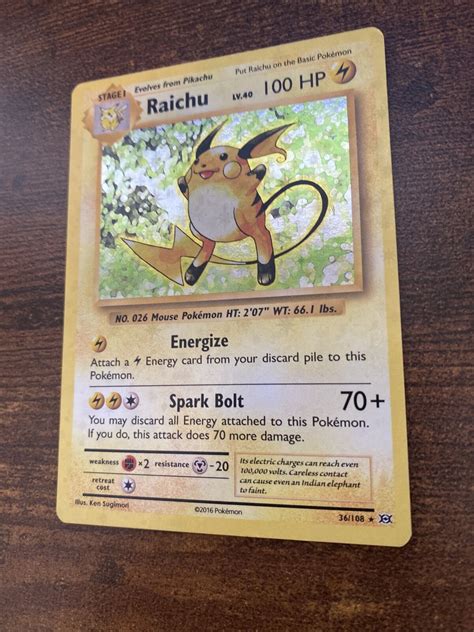 STAGE 1
Evolves from Pikachu
Put Raichu on the Basic Pokémon
Raichu LV.40 100 HP
NO. 026 Mouse Pokémon HT: 2'07" WT: 66.1 lbs.
Energize
Attach a Energy card from your discard pile to this
Pokémon.
Spark Bolt 70+
You may discard all Energy attached to this Pokémon.
If you do, this attack does 70 more damage.
weakness ×2 resistance -20
retreat
cost
Its electric charges can reach even
100,000 volts. Careless contact
can cause even an Indian elephant
to faint.
Illus. Ken Sugimori
©2016 Pokémon
36/108